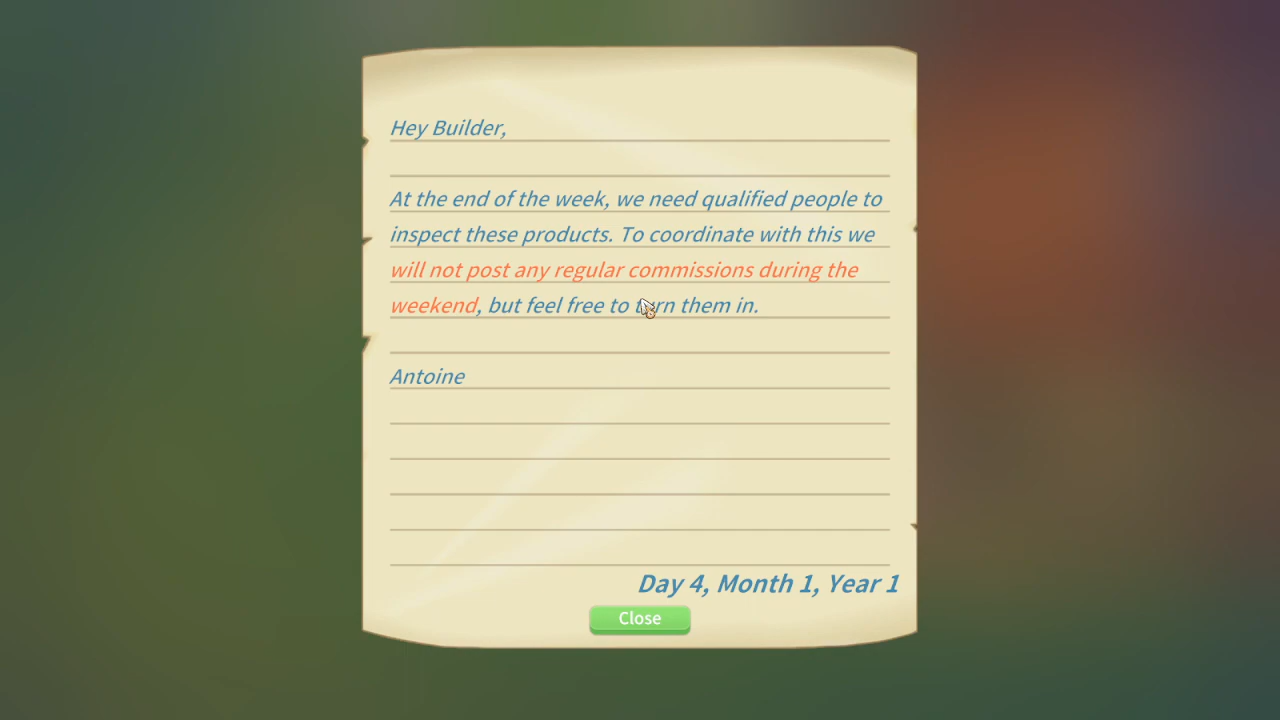 Hey Builder,
At the end of the week, we need qualified people to
inspect these products. To coordinate with this we
will not post any regular commissions during the
weekend, but feel free to turn them in.
Antoine
Day 4, Month 1, Year 1
Close